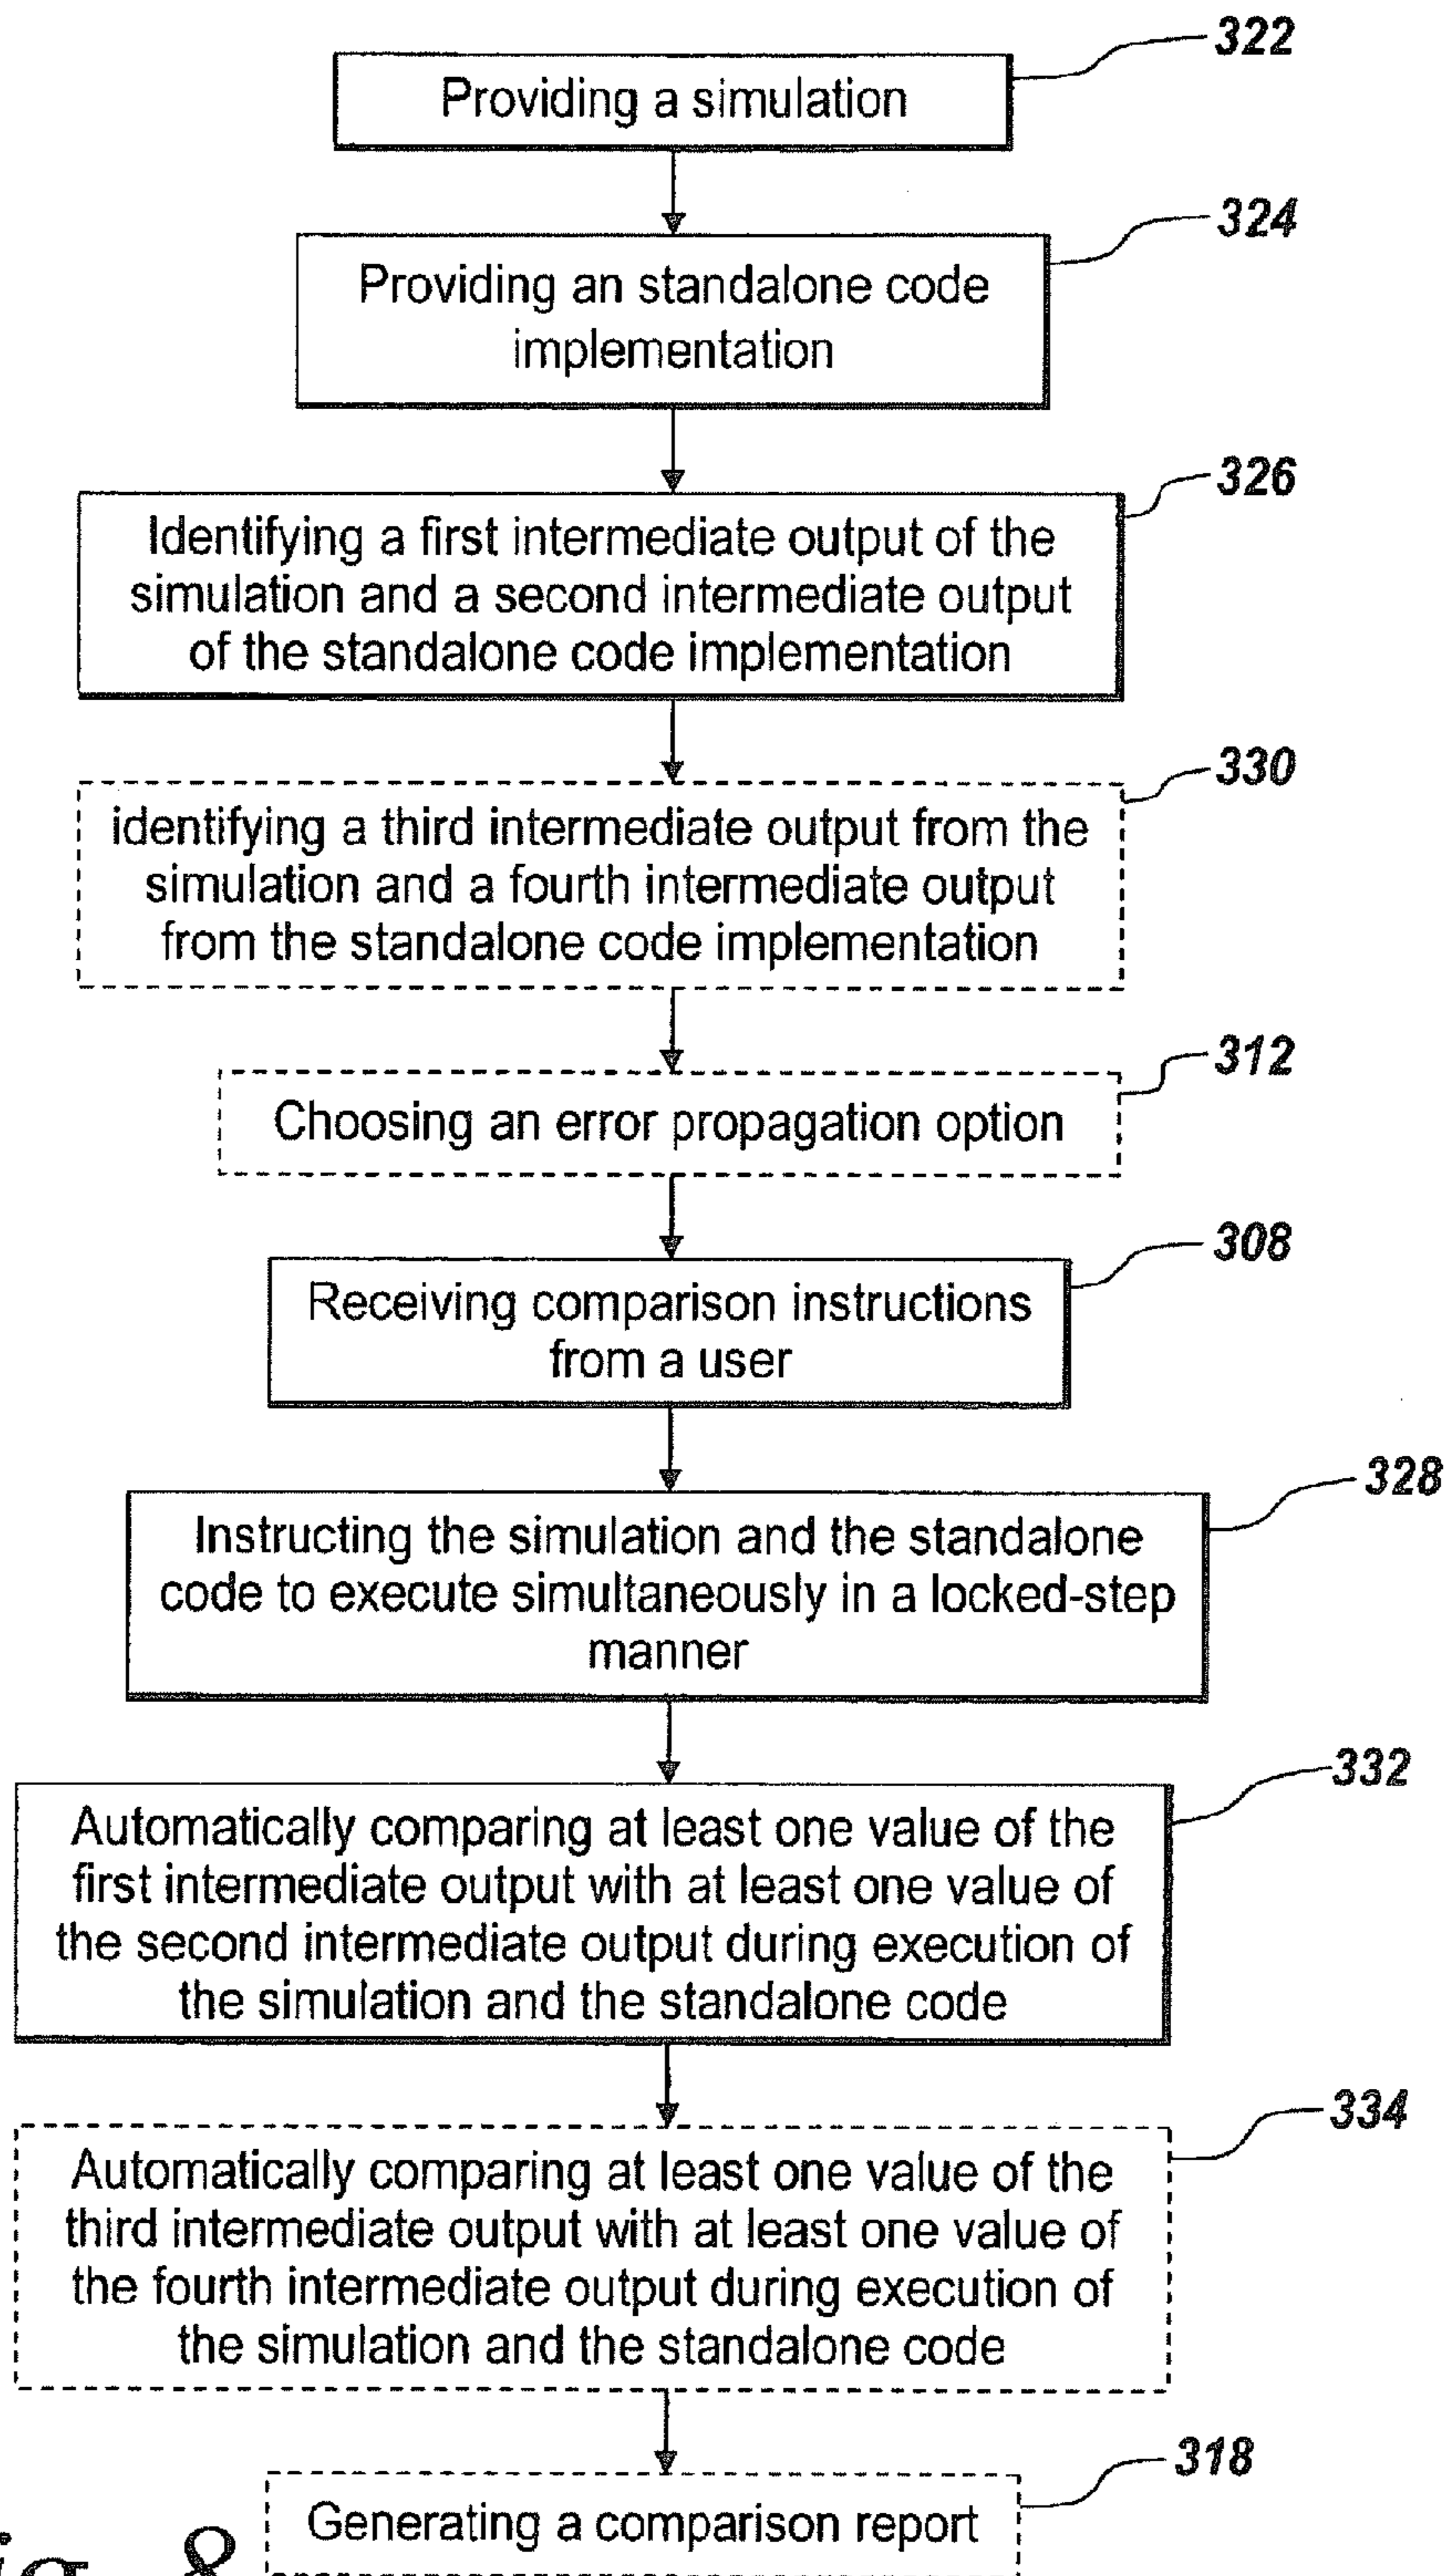 322
Providing a simulation
324
Providing an standalone code
implementation
326
Identifying a first intermediate output of the
simulation and a second intermediate output
of the standalone code implementation
330
identifying a third intermediate output from the
simulation and a fourth intermediate output
from the standalone code implementation
312
Choosing an error propagation option
308
Receiving comparison instructions
from a user
328
Instructing the simulation and the standalone
code to execute simultaneously in a locked-step
manner
332
Automatically comparing at least one value of the
first intermediate output with at least one value of
the second intermediate output during execution of
the simulation and the standalone code
334
Automatically comparing at least one value of the
third intermediate output with at least one value of
the fourth intermediate output during execution of
the simulation and the standalone code
318
Generating a comparison report
8